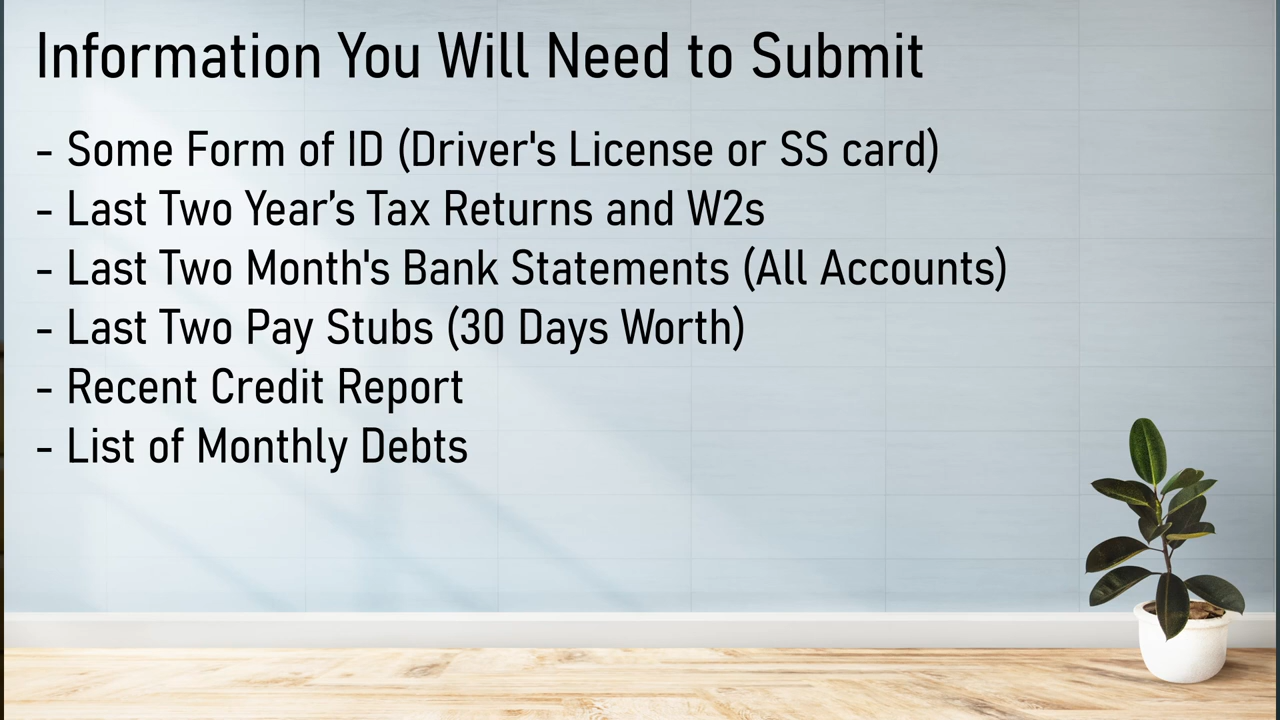 Information You Will Need to Submit
- Some Form of ID (Driver's License or SS card)
- Last Two Year’s Tax Returns and W2s
- Last Two Month's Bank Statements (All Accounts)
- Last Two Pay Stubs (30 Days Worth)
- Recent Credit Report
- List of Monthly Debts